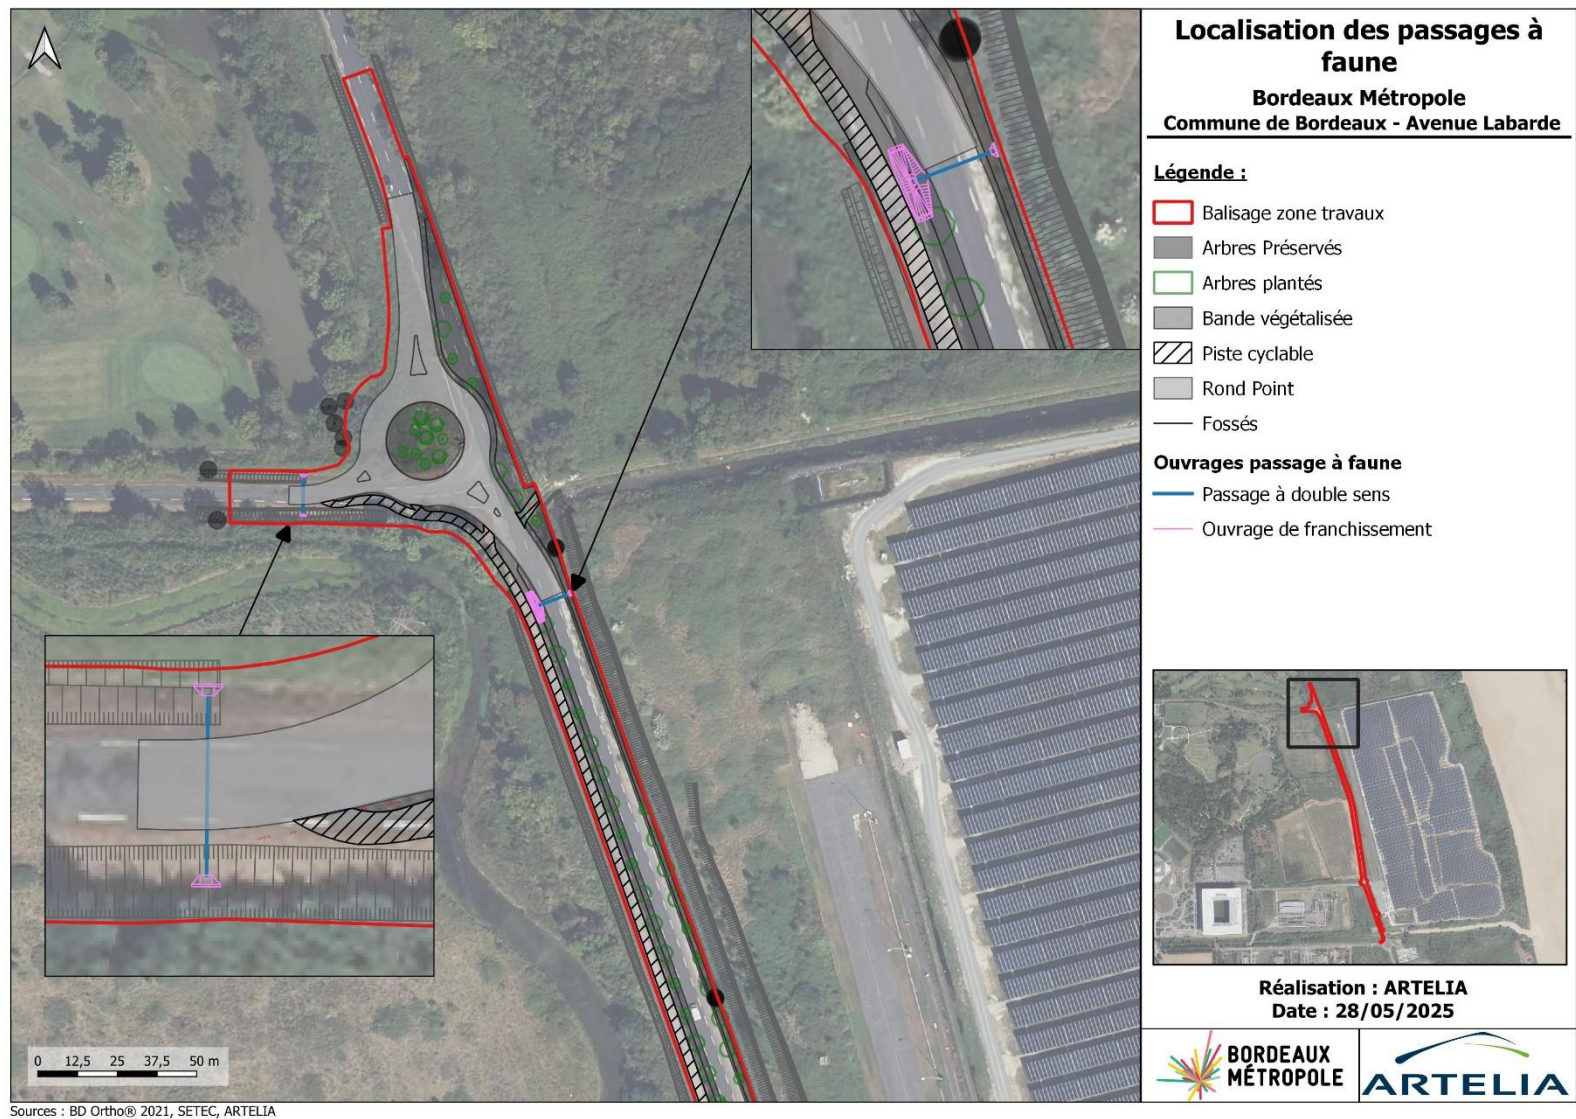 Localisation des passages à
faune
Bordeaux Métropole
Commune de Bordeaux - Avenue Labarde
Légende :
Balisage zone travaux
Arbres Préservés
Arbres plantés
Bande végétalisée
Piste cyclable
Rond Point
Fossés
Ouvrages passage à faune
Passage à double sens
Ouvrage de franchissement
Réalisation : ARTELIA
Date : 28/05/2025
BORDEAUX
MÉTROPOLE
ARTELIA
0 12,5 25 37,5 50 m
Sources : BD Ortho® 2021, SETEC, ARTELIA